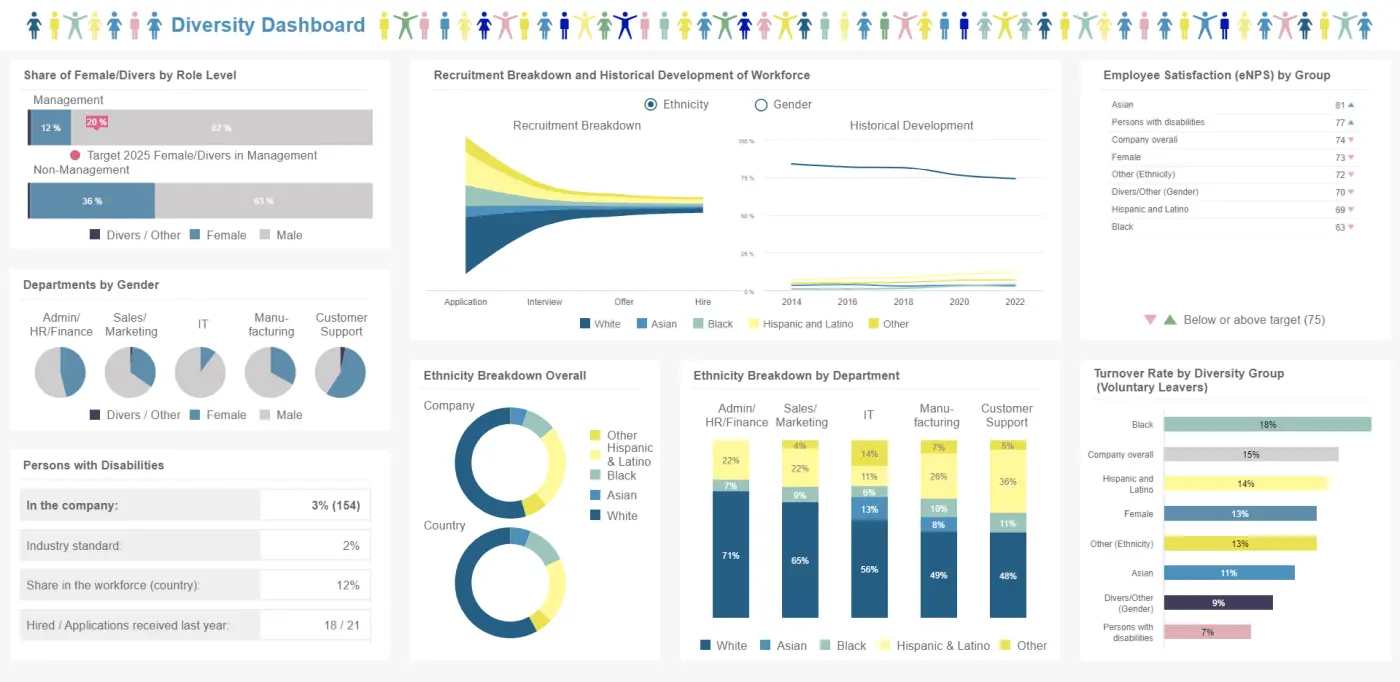 Diversity Dashboard
Share of Female/Divers by Role Level
Management
12 %
20 %
87 %
Target 2025 Female/Divers in Management
Non-Management
36 %
63 %
Divers / Other
Female
Male
Departments by Gender
Admin/
HR/Finance
Sales/
Marketing
IT
Manu-
facturing
Customer
Support
Divers / Other
Female
Male
Persons with Disabilities
In the company: 3% (154)
Industry standard: 2%
Share in the workforce (country): 12%
Hired / Applications received last year: 18 / 21
Recruitment Breakdown and Historical Development of Workforce
Ethnicity
Gender
Recruitment Breakdown
Application
Interview
Offer
Hire
Historical Development
100 %
75 %
50 %
25 %
0 %
2014
2016
2018
2020
2022
White
Asian
Black
Hispanic and Latino
Other
Ethnicity Breakdown Overall
Company
Country
Other
Hispanic
& Latino
Black
Asian
White
Ethnicity Breakdown by Department
Admin/
HR/Finance
Sales/
Marketing
IT
Manu-
facturing
Customer
Support
22%
7%
71%
4%
22%
9%
65%
14%
11%
6%
13%
56%
7%
26%
10%
8%
49%
5%
36%
11%
48%
White
Asian
Black
Hispanic & Latino
Other
Employee Satisfaction (eNPS) by Group
Asian 81
Persons with disabilities 77
Company overall 74
Female 73
Other (Ethnicity) 72
Divers/Other (Gender) 70
Hispanic and Latino 69
Black 63
Below or above target (75)
Turnover Rate by Diversity Group
(Voluntary Leavers)
Black 18%
Company overall 15%
Hispanic and
Latino 14%
Female 13%
Other (Ethnicity) 13%
Asian 11%
Divers/Other
(Gender) 9%
Persons with
disabilities 7%